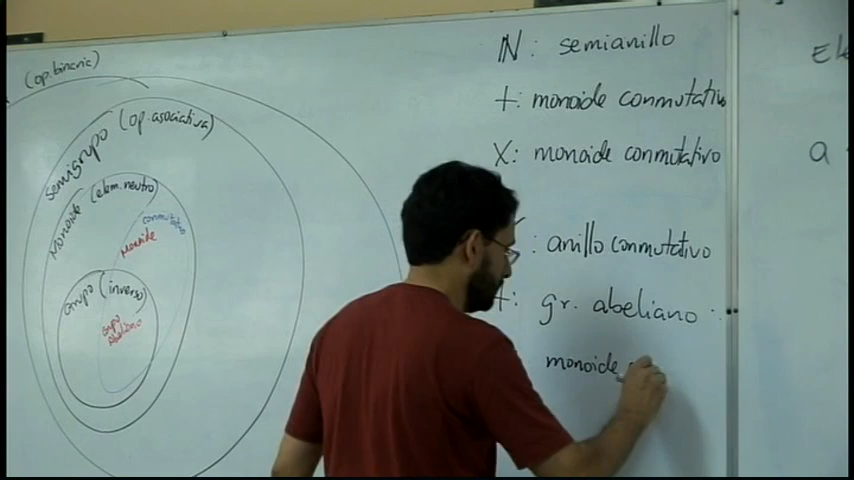 (op. binaria)
semigrupo (op. asociativa)
Monoide (elem. neutro)
conmutativo
monoide
grupo (inverso)
grupo
abeliano
N: semianillo
+: monoide conmutativo
X: monoide conmutativo
: anillo conmutativo
+: gr. abeliano
monoide
Ele
a